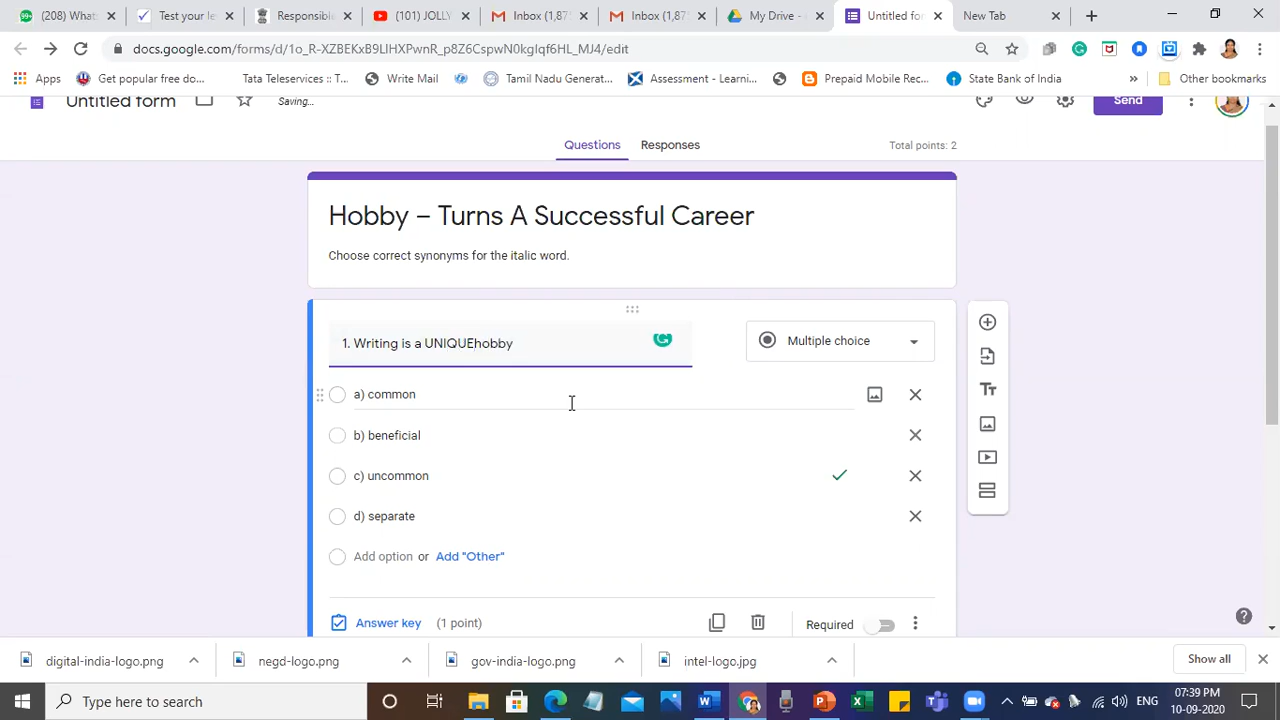 (208) Whats
Test your le
Responsible
(101) JOLLY
Inbox (1,87
Inbox (1,87
My Drive -
Untitled for
New Tab
docs.google.com/forms/d/1o_R-XZBEKxB9LIHXPwnR_p8Z6CspwN0kgIqf6HL_MJ4/edit
Apps
Get popular free do...
Tata Teleservices ::. T...
Write Mail
Tamil Nadu Generat...
Assessment - Learni...
Prepaid Mobile Rec...
State Bank of India
»
Other bookmarks
Untitled form
Saving...
Send
Questions
Responses
Total points: 2
Hobby – Turns A Successful Career
Choose correct synonyms for the italic word.
1. Writing is a UNIQUEhobby
Multiple choice
a) common
b) beneficial
c) uncommon
d) separate
Add option or Add "Other"
Answer key (1 point)
Required
digital-india-logo.png
negd-logo.png
gov-india-logo.png
intel-logo.jpg
Show all
Type here to search
ENG
07:39 PM
10-09-2020